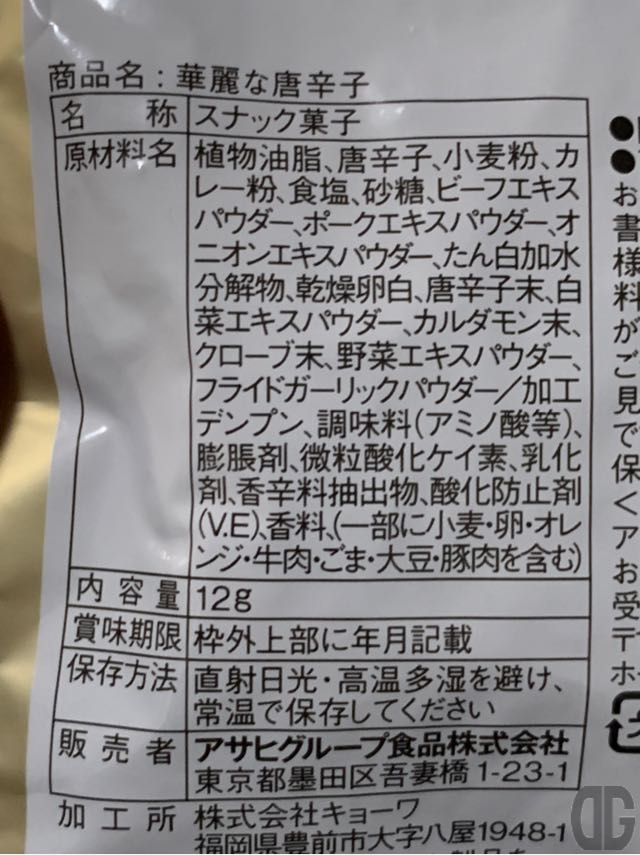 商品名：華麗な唐辛子
名称 スナック菓子
原材料名 植物油脂、唐辛子、小麦粉、カ
レー粉、食塩、砂糖、ビーフエキス
パウダー、ポークエキスパウダー、オ
ニオンエキスパウダー、たん白加水
分解物、乾燥卵白、唐辛子末、白
菜エキスパウダー、カルダモン末、
クローブ末、野菜エキスパウダー、
フライドガーリックパウダー／加工
デンプン、調味料(アミノ酸等)、
膨脹剤、微粒酸化ケイ素、乳化
剤、香辛料抽出物、酸化防止剤
(V.E)、香料、(一部に小麦・卵・オレ
ンジ・牛肉・ごま・大豆・豚肉を含む)
内容量 12g
賞味期限 枠外上部に年月記載
保存方法 直射日光・高温多湿を避け、
常温で保存してください
販売者 アサヒグループ食品株式会社
東京都墨田区吾妻橋1-23-1
加工所 株式会社キョーワ
福岡県豊前市大字八屋1948-1
●
●
お
書
様
料
が
ご
見
で
保
＜
ア
お
受
〒
ホ
DG